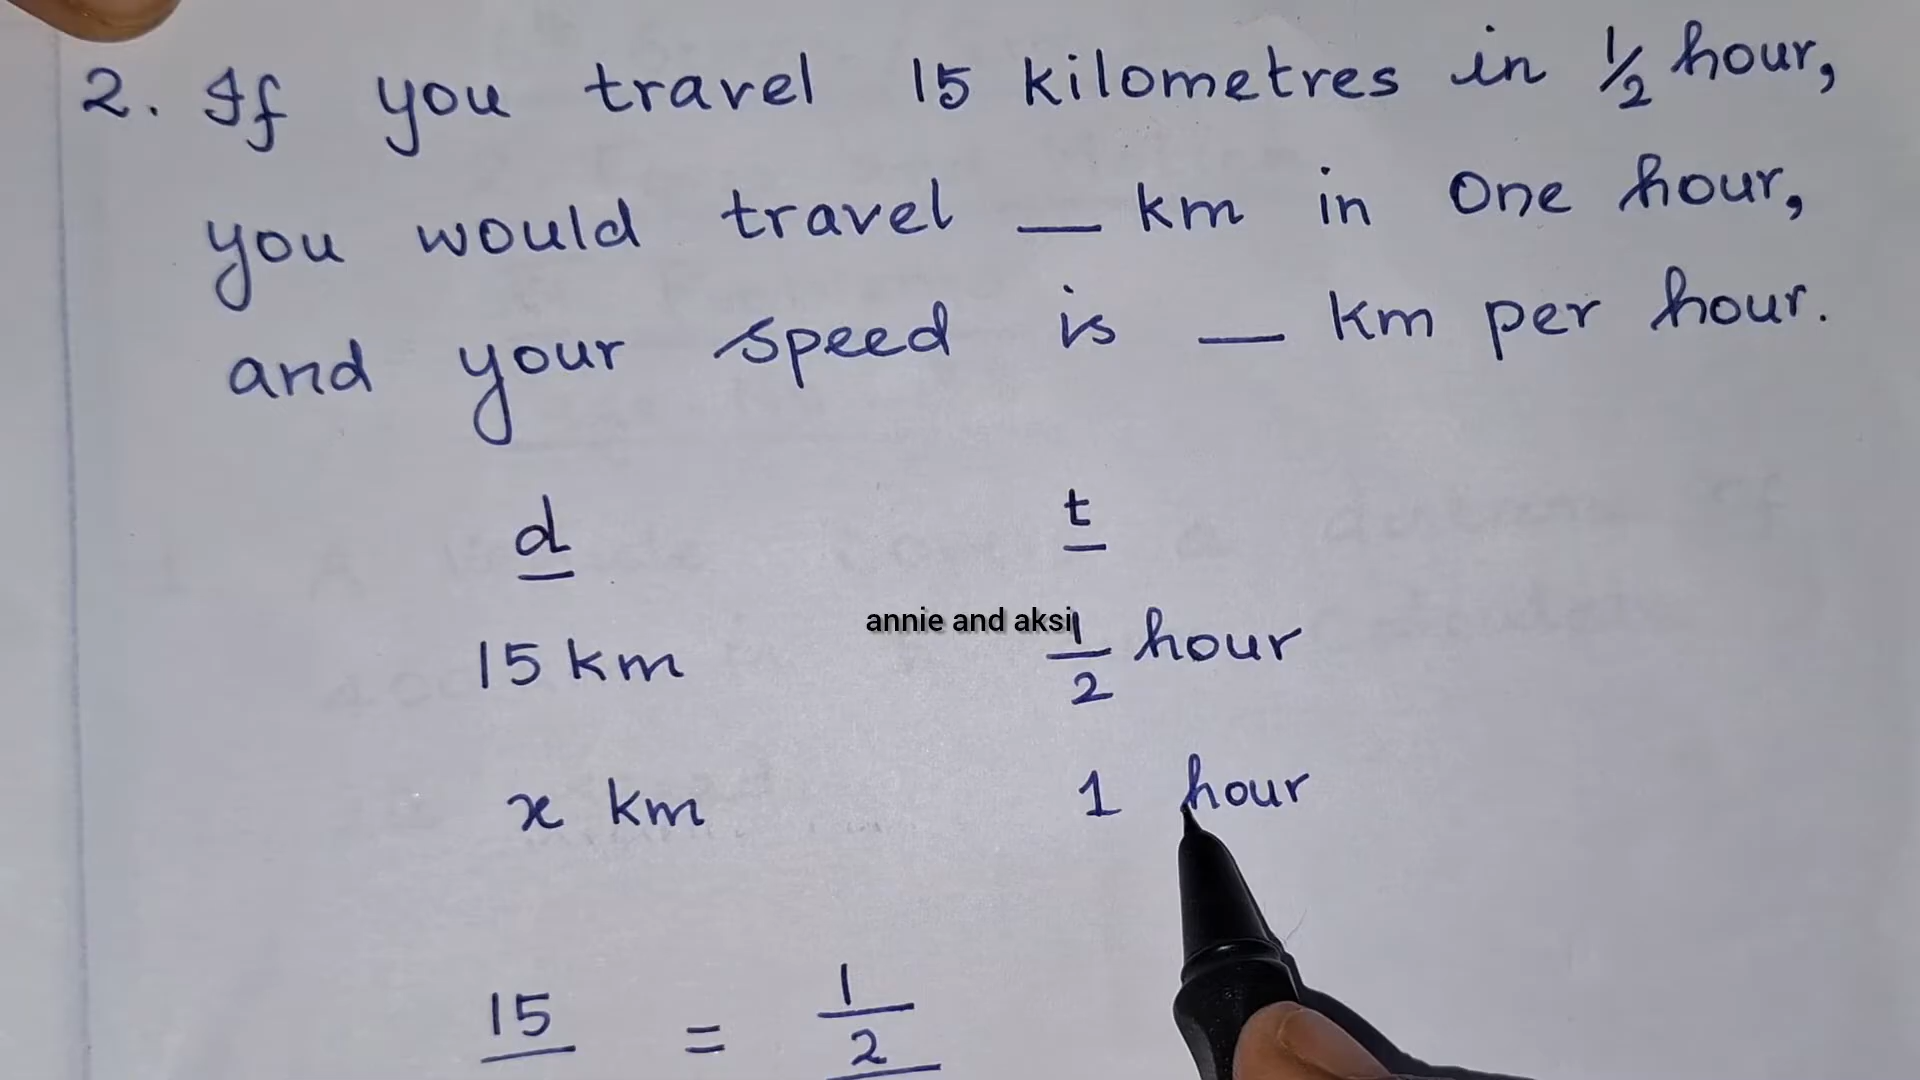 2. If you travel 15 kilometres in ½ hour,
you would travel __ km in one hour,
and your speed is __ km per hour.
d t
annie and aksi
15 km 1/2 hour
x km 1 hour
15 = 1/2